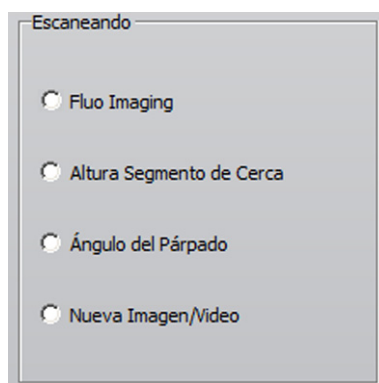 Escaneando
Fluo Imaging
Altura Segmento de Cerca
Ángulo del Párpado
Nueva Imagen/Video